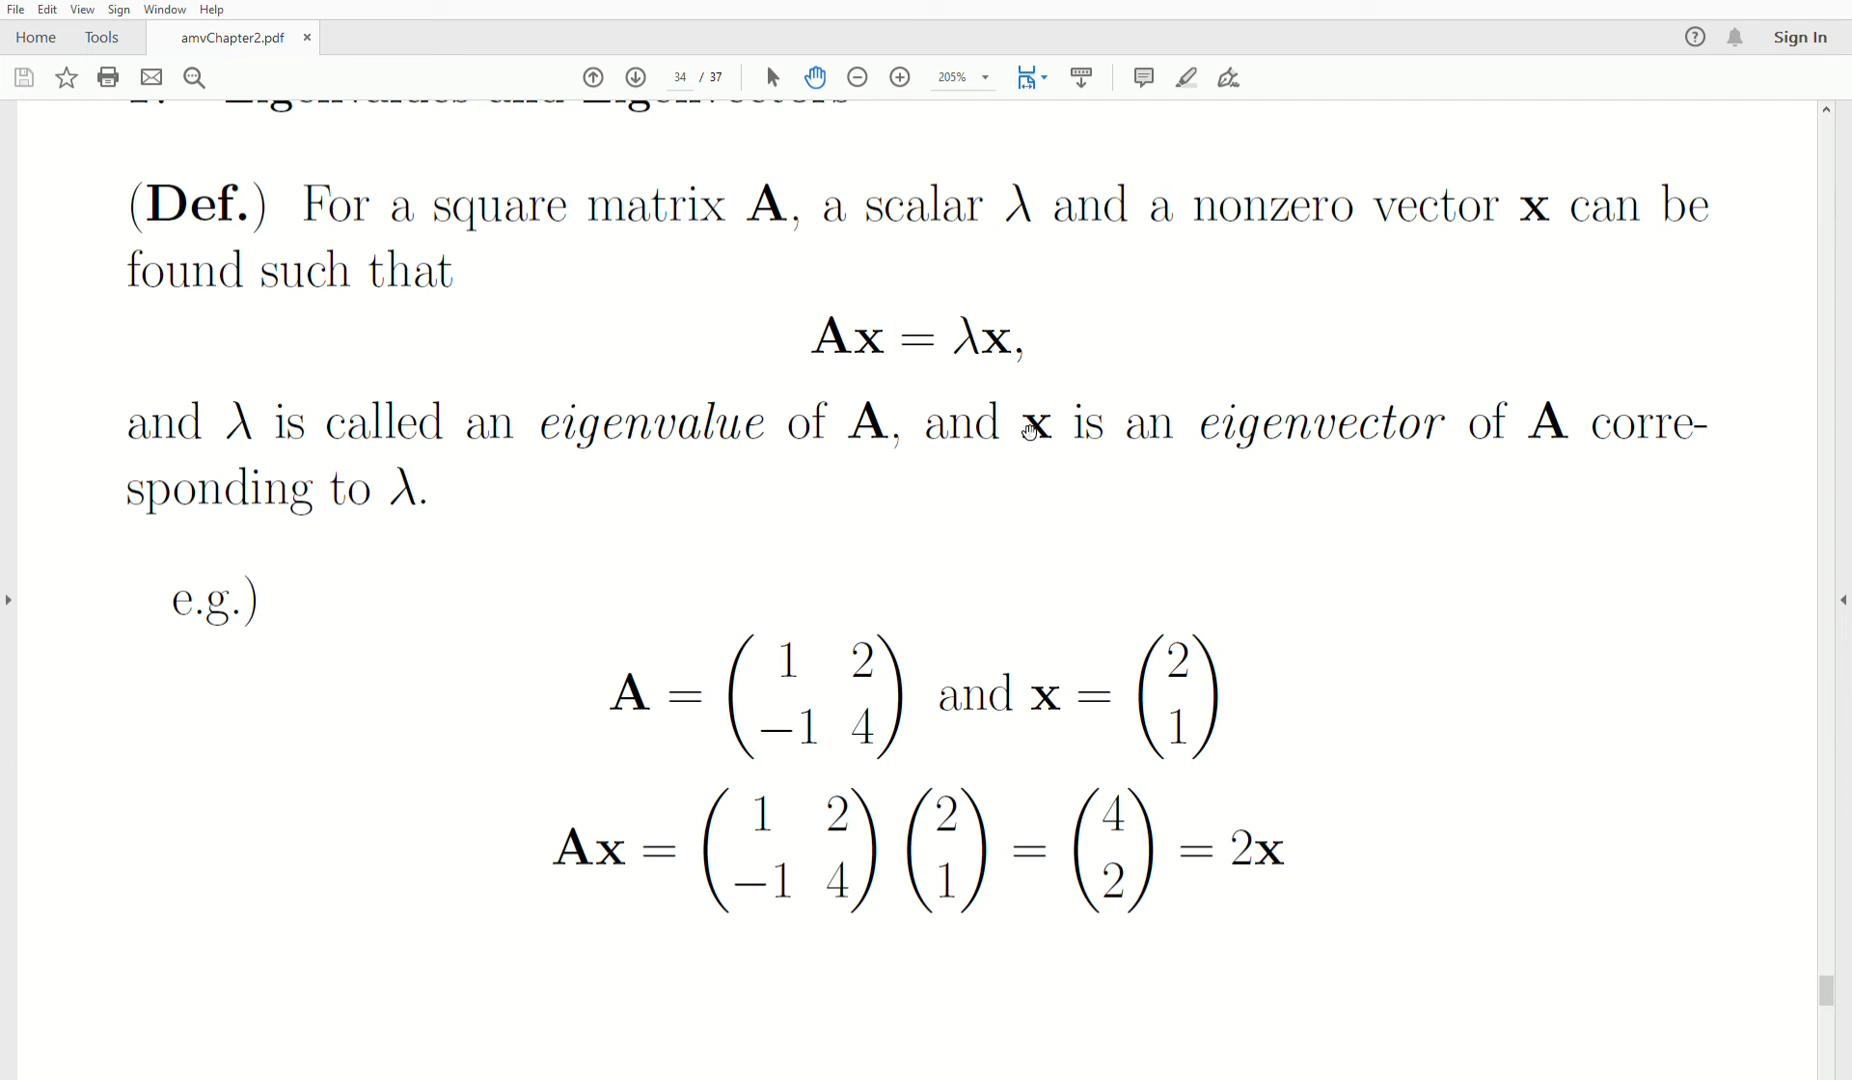 File Edit View Sign Window Help
Home Tools amvChapter2.pdf × Sign In
34 / 37 205%
Eigenvalues and Eigenvectors
(Def.) For a square matrix A, a scalar λ and a nonzero vector x can be
found such that
Ax = λx,
and λ is called an eigenvalue of A, and x is an eigenvector of A corre-
sponding to λ.
e.g.)
A = ( 1 2 ; −1 4 ) and x = ( 2 ; 1 )
Ax = ( 1 2 ; −1 4 ) ( 2 ; 1 ) = ( 4 ; 2 ) = 2x